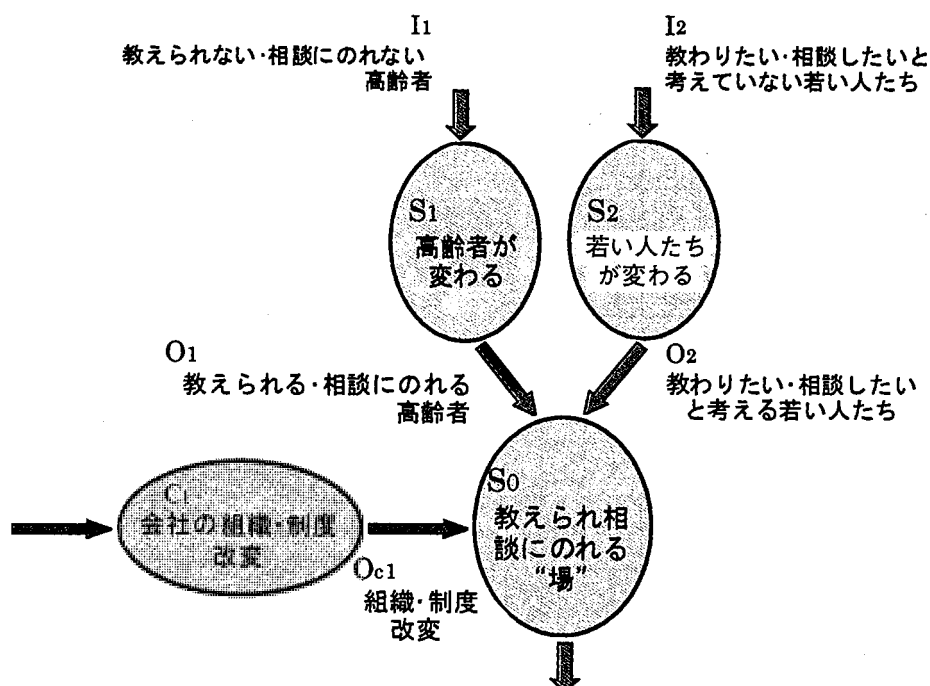 I1
教えられない・相談にのれない
高齢者
I2
教わりたい・相談したいと
考えていない若い人たち
S1
高齢者が
変わる
S2
若い人たち
が変わる
O1
教えられる・相談にのれる
高齢者
O2
教わりたい・相談したい
と考える若い人たち
C1
会社の組織・制度
改変
Oc1
組織・制度
改変
S0
教えられ相
談にのれる
“場”